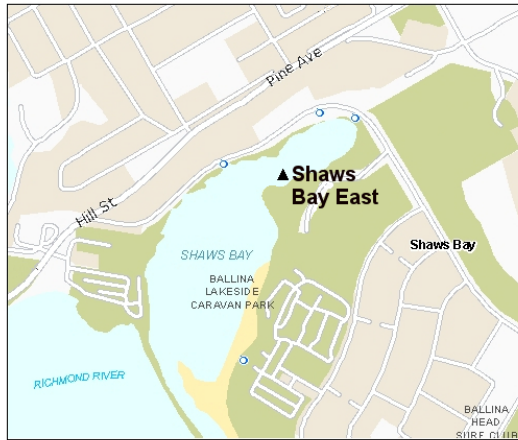 Pine Ave
Shaws
Bay East
Hill St
Shaws Bay
SHAWS BAY
BALLINA
LAKESIDE
CARAVAN PARK
RICHMOND RIVER
BALLINA
HEAD
SURF CLUB